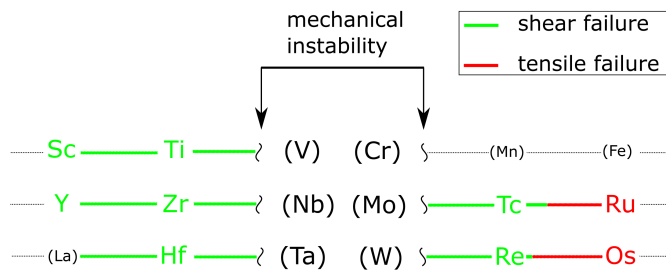 mechanical
instability
shear failure
tensile failure
Sc Ti (V) (Cr) (Mn) (Fe)
Y Zr (Nb) (Mo) Tc Ru
(La) Hf (Ta) (W) Re Os